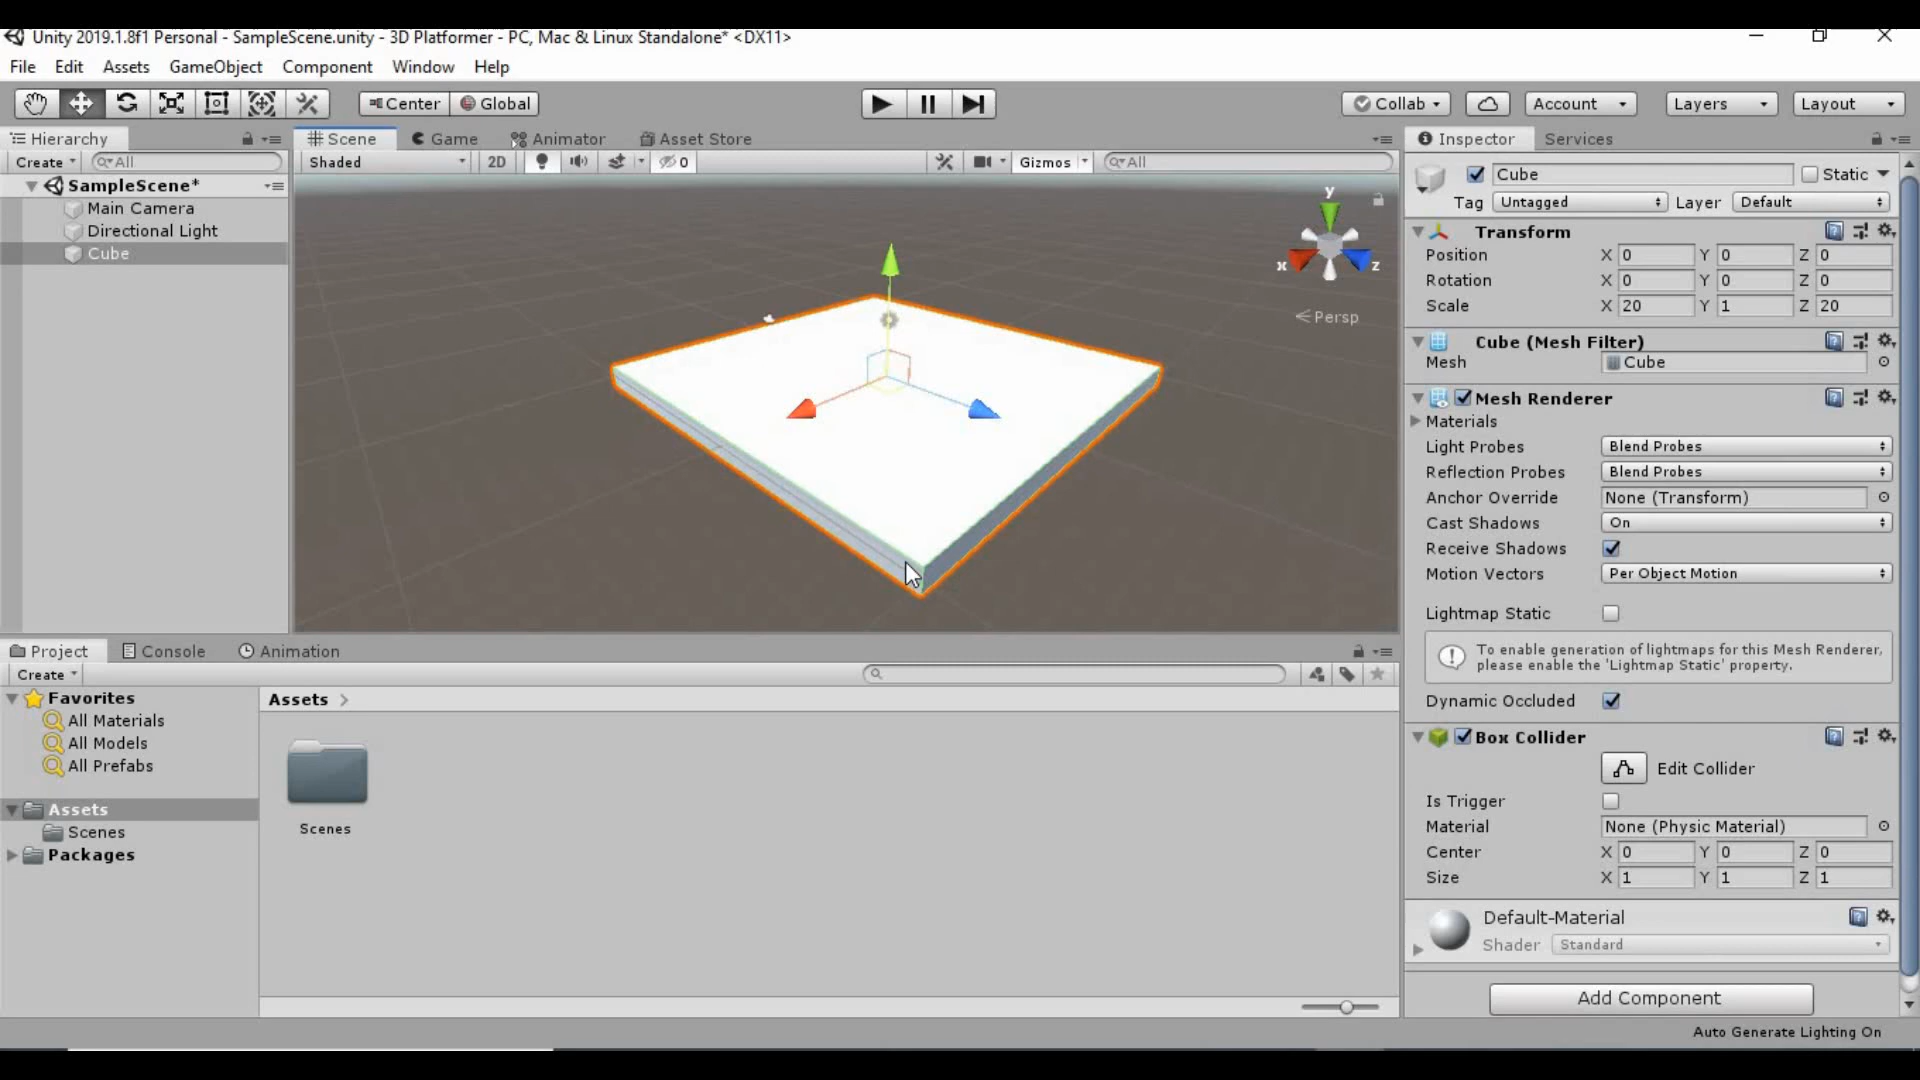 Unity 2019.1.8f1 Personal - SampleScene.unity - 3D Platformer - PC, Mac & Linux Standalone* <DX11>
File Edit Assets GameObject Component Window Help
Center Global Collab Account Layers Layout
Hierarchy
Create All
SampleScene*
Main Camera
Directional Light
Cube
Scene Game Animator Asset Store
Shaded 2D 0 Gizmos All
y
x z
Persp
Project Console Animation
Create
Favorites
All Materials
All Models
All Prefabs
Assets
Scenes
Packages
Assets
Scenes
Inspector Services
Cube Static
Tag Untagged Layer Default
Transform
Position X 0 Y 0 Z 0
Rotation X 0 Y 0 Z 0
Scale X 20 Y 1 Z 20
Cube (Mesh Filter)
Mesh Cube
Mesh Renderer
Materials
Light Probes Blend Probes
Reflection Probes Blend Probes
Anchor Override None (Transform)
Cast Shadows On
Receive Shadows
Motion Vectors Per Object Motion
Lightmap Static
To enable generation of lightmaps for this Mesh Renderer,
please enable the 'Lightmap Static' property.
Dynamic Occluded
Box Collider
Edit Collider
Is Trigger
Material None (Physic Material)
Center X 0 Y 0 Z 0
Size X 1 Y 1 Z 1
Default-Material
Shader Standard
Add Component
Auto Generate Lighting On